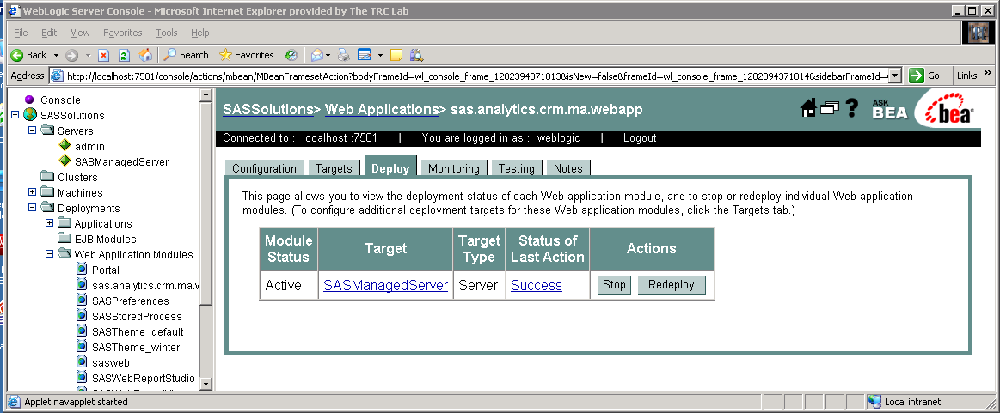 WebLogic Server Console - Microsoft Internet Explorer provided by The TRC Lab
File Edit View Favorites Tools Help
Back Search Favorites
Address http://localhost:7501/console/actions/mbean/MBeanFramesetAction?bodyFrameId=wl_console_frame_1202394371813&isNew=false&frameId=wl_console_frame_1202394371814&sidebarFrameId= Go Links »
Console
SASSolutions
Servers
admin
SASManagedServer
Clusters
Machines
Deployments
Applications
EJB Modules
Web Application Modules
Portal
sas.analytics.crm.ma.v
SASPreferences
SASStoredProcess
SASTheme_default
SASTheme_winter
sasweb
SASWebReportStudio
SASSolutions> Web Applications> sas.analytics.crm.ma.webapp
? ASK BEA bea
Connected to : localhost :7501 | You are logged in as : weblogic | Logout
Configuration Targets Deploy Monitoring Testing Notes
This page allows you to view the deployment status of each Web application module, and to stop or redeploy individual Web application
modules. (To configure additional deployment targets for these Web application modules, click the Targets tab.)
Module Status Target Target Type Status of Last Action Actions
Active SASManagedServer Server Success Stop Redeploy
Applet navapplet started
Local intranet